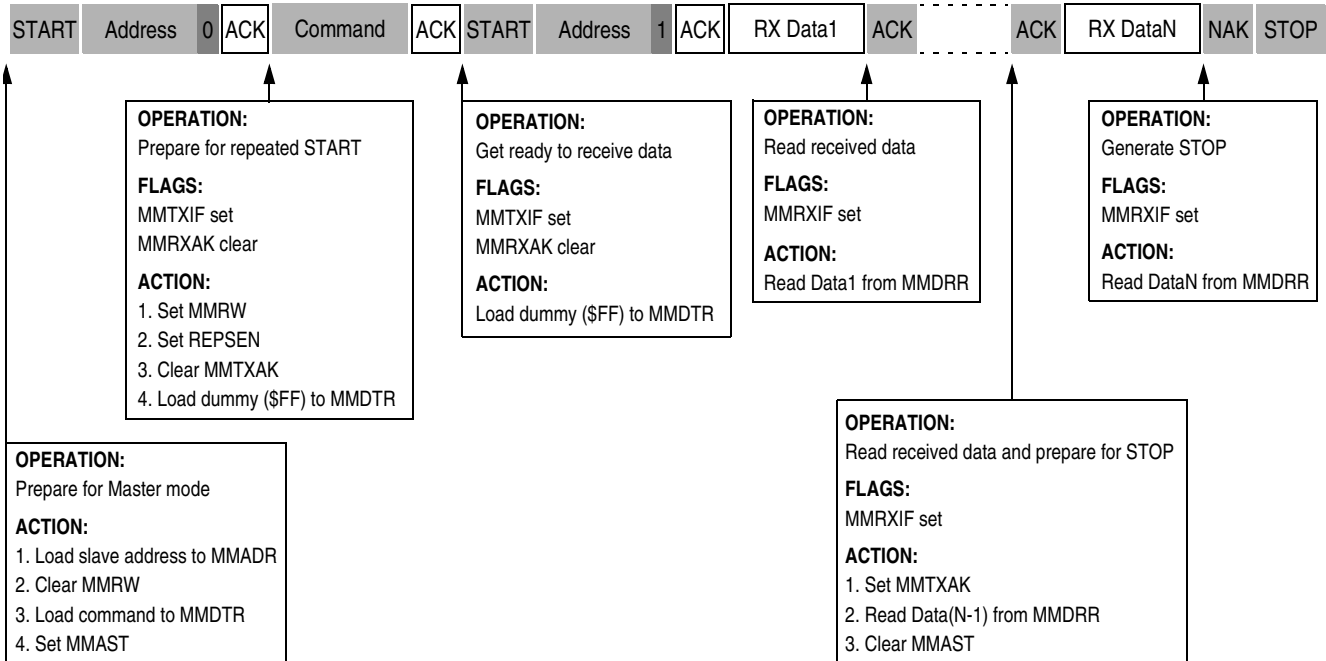 START Address 0 ACK Command ACK START Address 1 ACK RX Data1 ACK ACK RX DataN NAK STOP
OPERATION:
Prepare for repeated START
FLAGS:
MMTXIF set
MMRXAK clear
ACTION:
1. Set MMRW
2. Set REPSEN
3. Clear MMTXAK
4. Load dummy ($FF) to MMDTR
OPERATION:
Get ready to receive data
FLAGS:
MMTXIF set
MMRXAK clear
ACTION:
Load dummy ($FF) to MMDTR
OPERATION:
Read received data
FLAGS:
MMRXIF set
ACTION:
Read Data1 from MMDRR
OPERATION:
Generate STOP
FLAGS:
MMRXIF set
ACTION:
Read DataN from MMDRR
OPERATION:
Prepare for Master mode
ACTION:
1. Load slave address to MMADR
2. Clear MMRW
3. Load command to MMDTR
4. Set MMAST
OPERATION:
Read received data and prepare for STOP
FLAGS:
MMRXIF set
ACTION:
1. Set MMTXAK
2. Read Data(N-1) from MMDRR
3. Clear MMAST